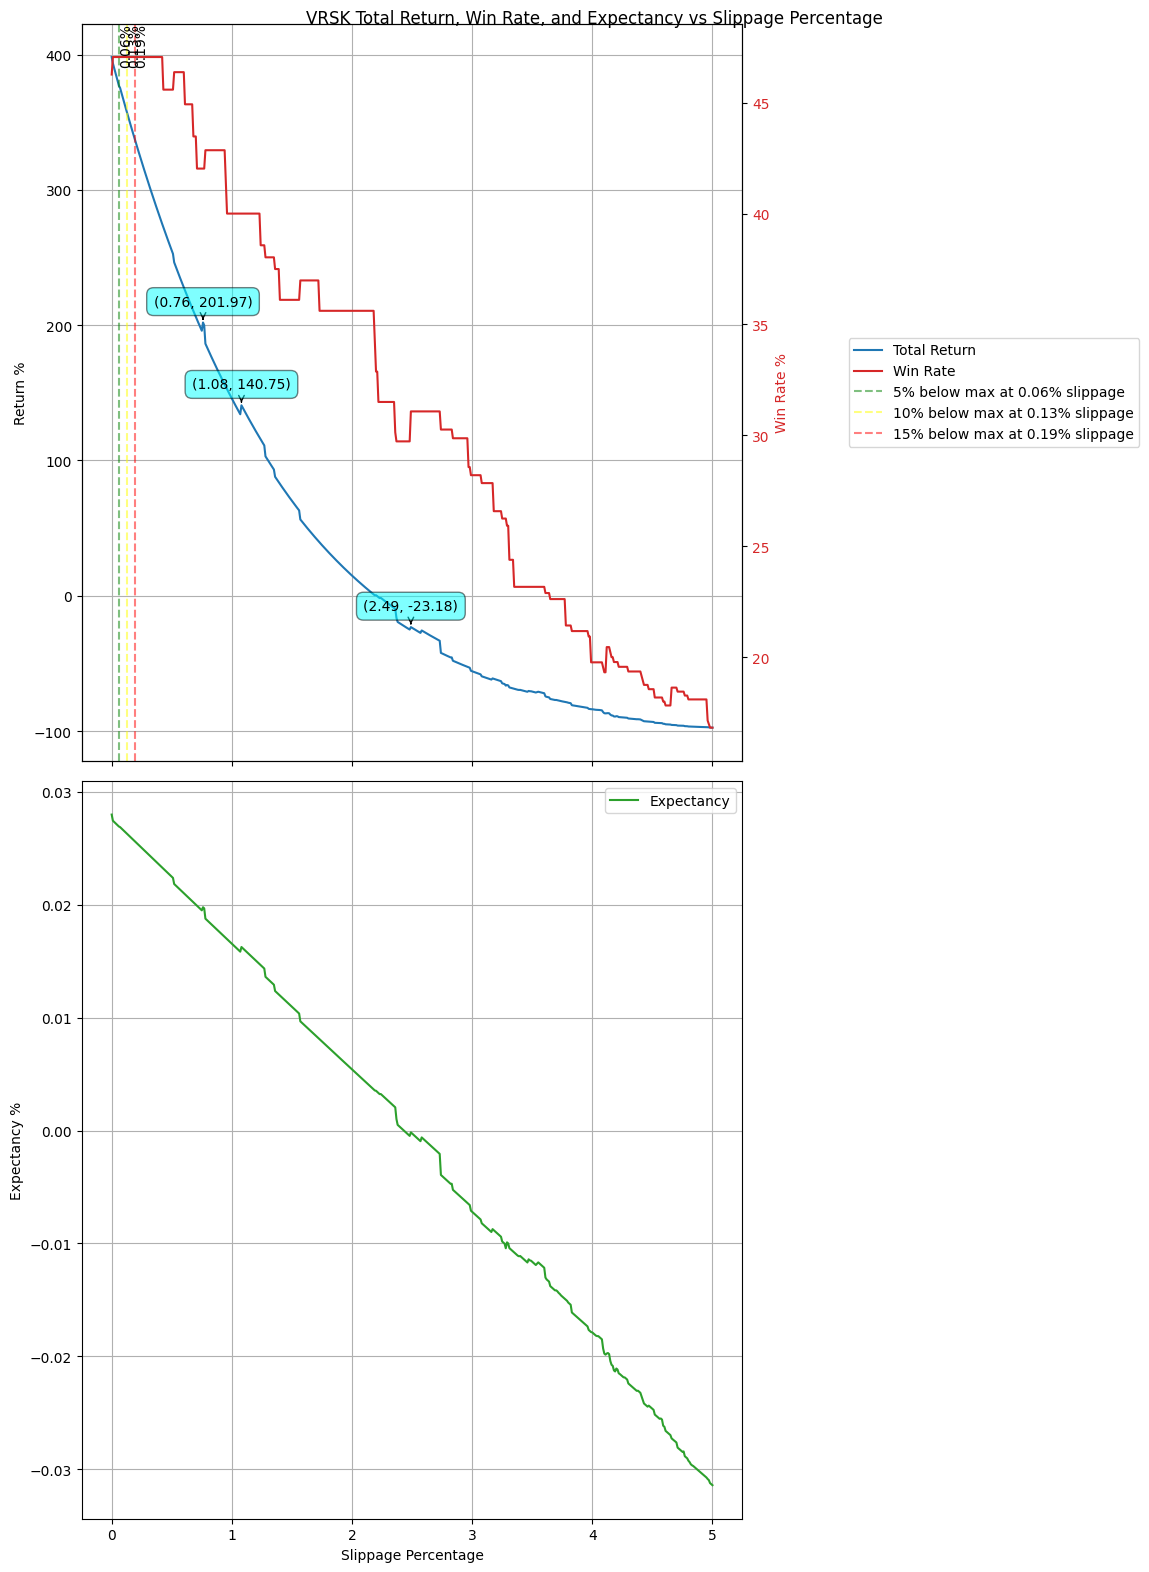 VRSK Total Return, Win Rate, and Expectancy vs Slippage Percentage
0.06%
0.13%
0.19%
400
300
200
100
0
−100
Return %
45
40
35
30
25
20
Win Rate %
(0.76, 201.97)
(1.08, 140.75)
(2.49, -23.18)
Total Return
Win Rate
5% below max at 0.06% slippage
10% below max at 0.13% slippage
15% below max at 0.19% slippage
Expectancy
0.03
0.02
0.01
0.00
−0.01
−0.02
−0.03
Expectancy %
0 1 2 3 4 5
Slippage Percentage